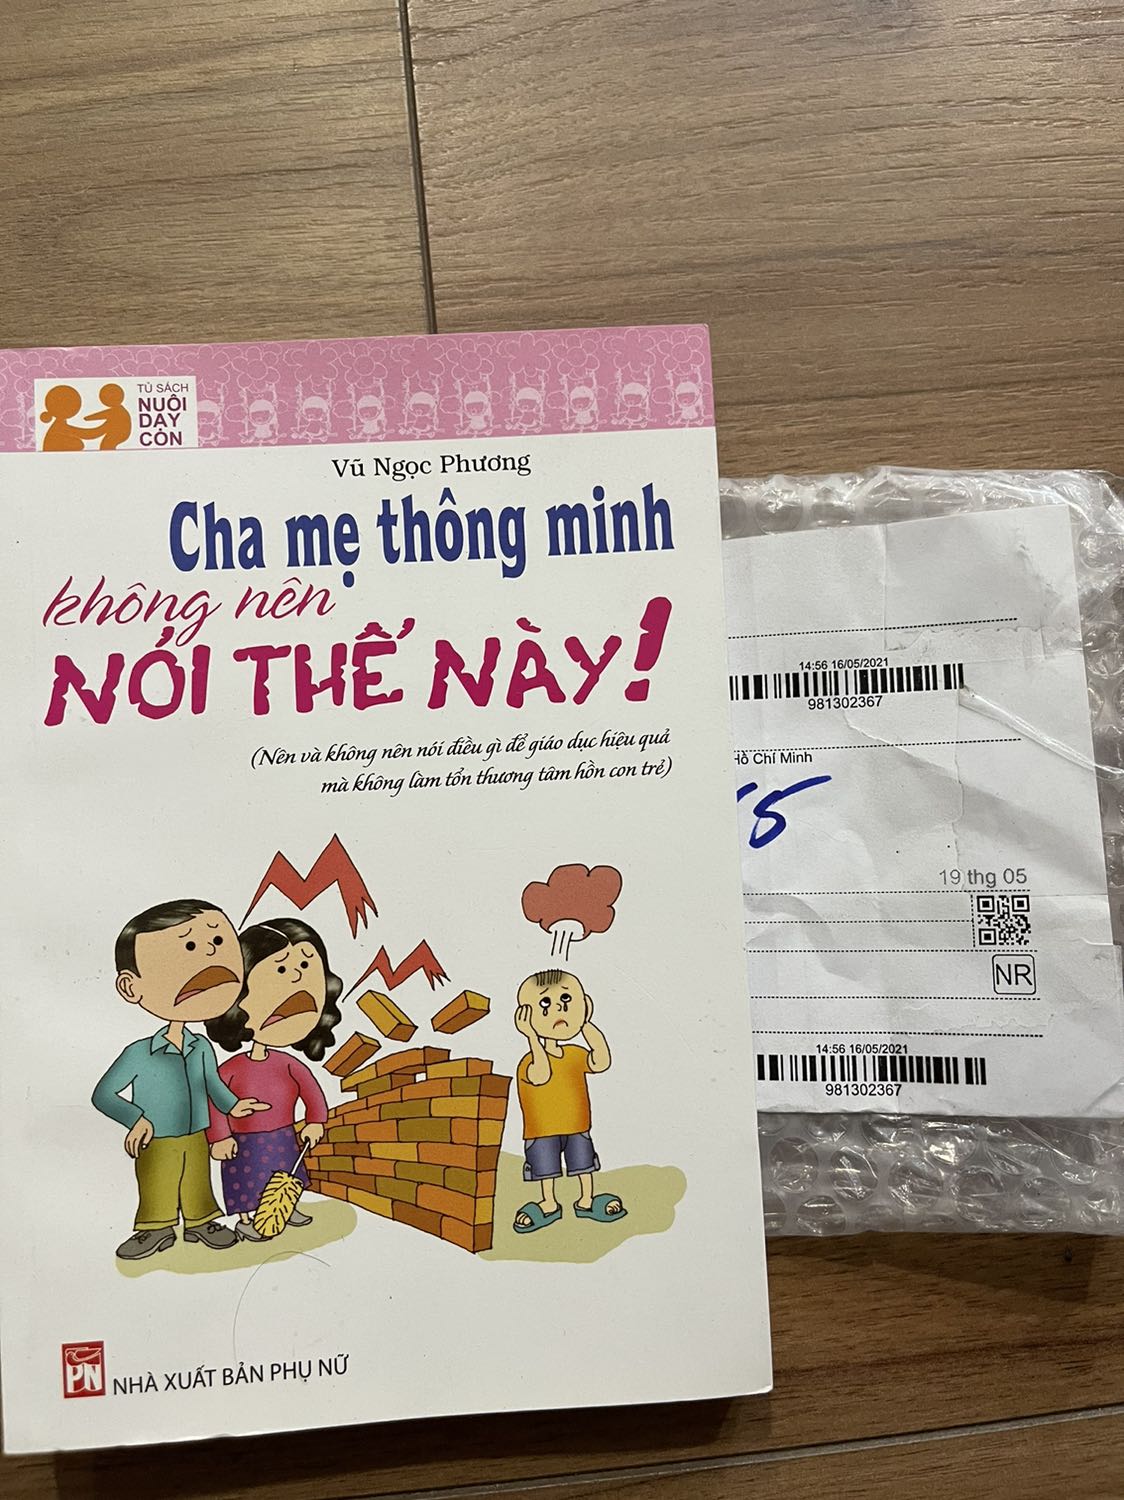 TỦ SÁCH
NUÔI
DẠY
CON
Vũ Ngọc Phương
Cha mẹ thông minh
không nên
NÓI THẾ NÀY!
(Nên và không nên nói điều gì để giáo dục hiệu quả
mà không làm tổn thương tâm hồn con trẻ)
PN NHÀ XUẤT BẢN PHỤ NỮ
14:56 16/05/2021
981302367
Hồ Chí Minh
19 thg 05
NR
14:56 16/05/2021
981302367